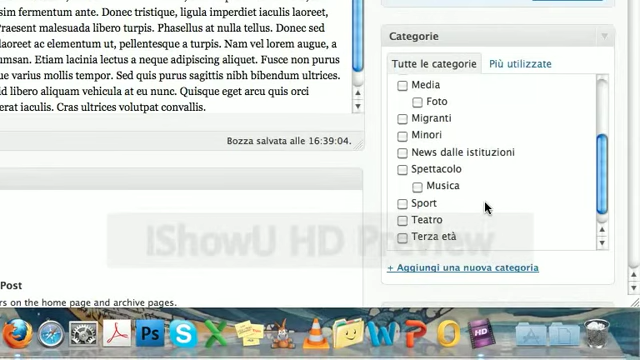 sum fermentum ante. Donec tristique, ligula imperdiet iaculis laoreet,
Praesent malesuada libero turpis. Phasellus at nulla tellus. Donec
laoreet ac elementum ut, pellentesque a turpis. Nam vel lorem augue, a
umsan. Etiam lacinia lectus a neque adipiscing aliquet. Fusce non purus
ue varius mollis tempor. Sed quis purus sagittis nibh bibendum ultrices.
id libero aliquam vehicula at eu nunc. Quisque eget arcu quis orci
erat iaculis. Cras ultrices volutpat convallis.
Bozza salvata alle 16:39:04.
Post
rs on the home page and archive pages.
Categorie
Tutte le categorie Più utilizzate
Media
Foto
Migranti
Minori
News dalle istituzioni
Spettacolo
Musica
Sport
Teatro
Terza età
+ Aggiungi una nuova categoria
IShowU HD Preview
HD